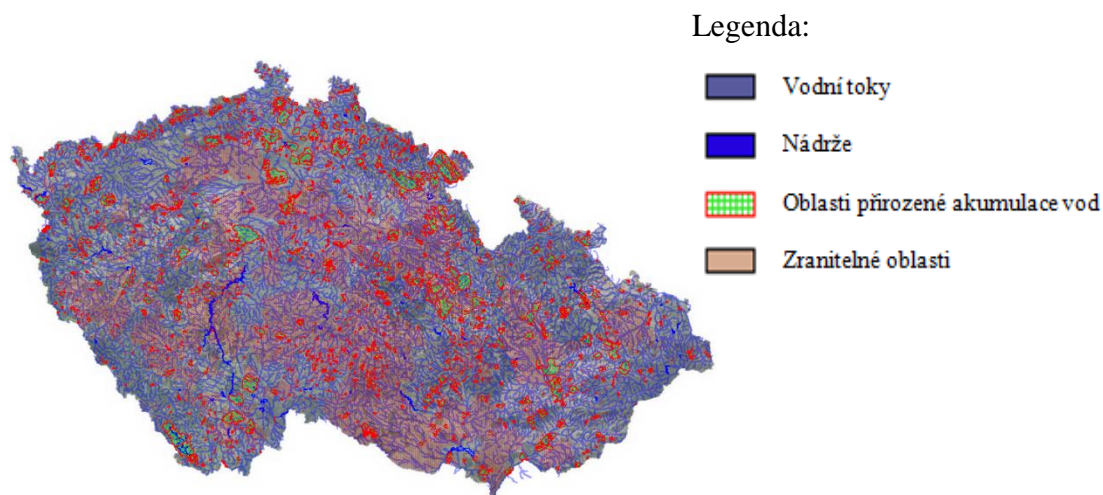 Legenda:
Vodní toky
Nádrže
Oblasti přirozené akumulace vod
Zranitelné oblasti